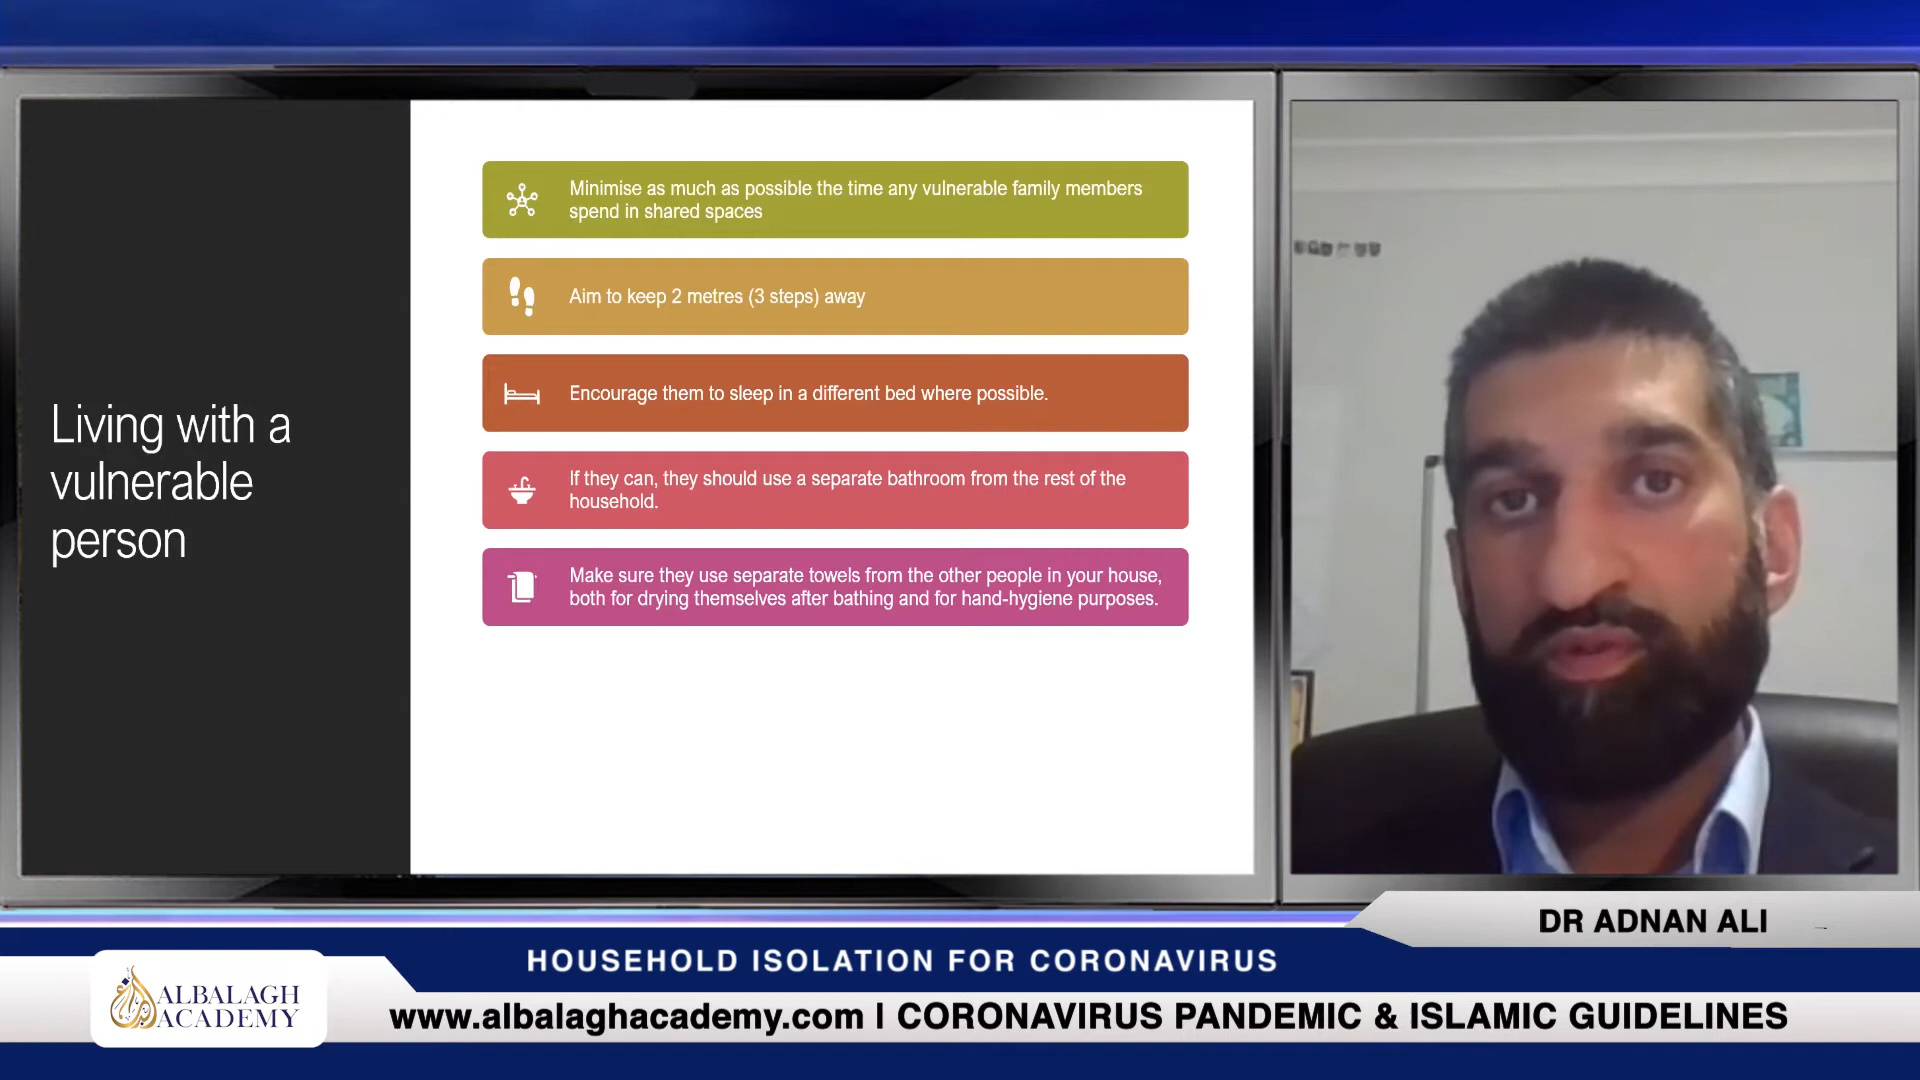 Living with a
vulnerable
person
Minimise as much as possible the time any vulnerable family members
spend in shared spaces
Aim to keep 2 metres (3 steps) away
Encourage them to sleep in a different bed where possible.
If they can, they should use a separate bathroom from the rest of the
household.
Make sure they use separate towels from the other people in your house,
both for drying themselves after bathing and for hand-hygiene purposes.
DR ADNAN ALI
HOUSEHOLD ISOLATION FOR CORONAVIRUS
ALBALAGH
ACADEMY
www.albalaghacademy.com I CORONAVIRUS PANDEMIC & ISLAMIC GUIDELINES